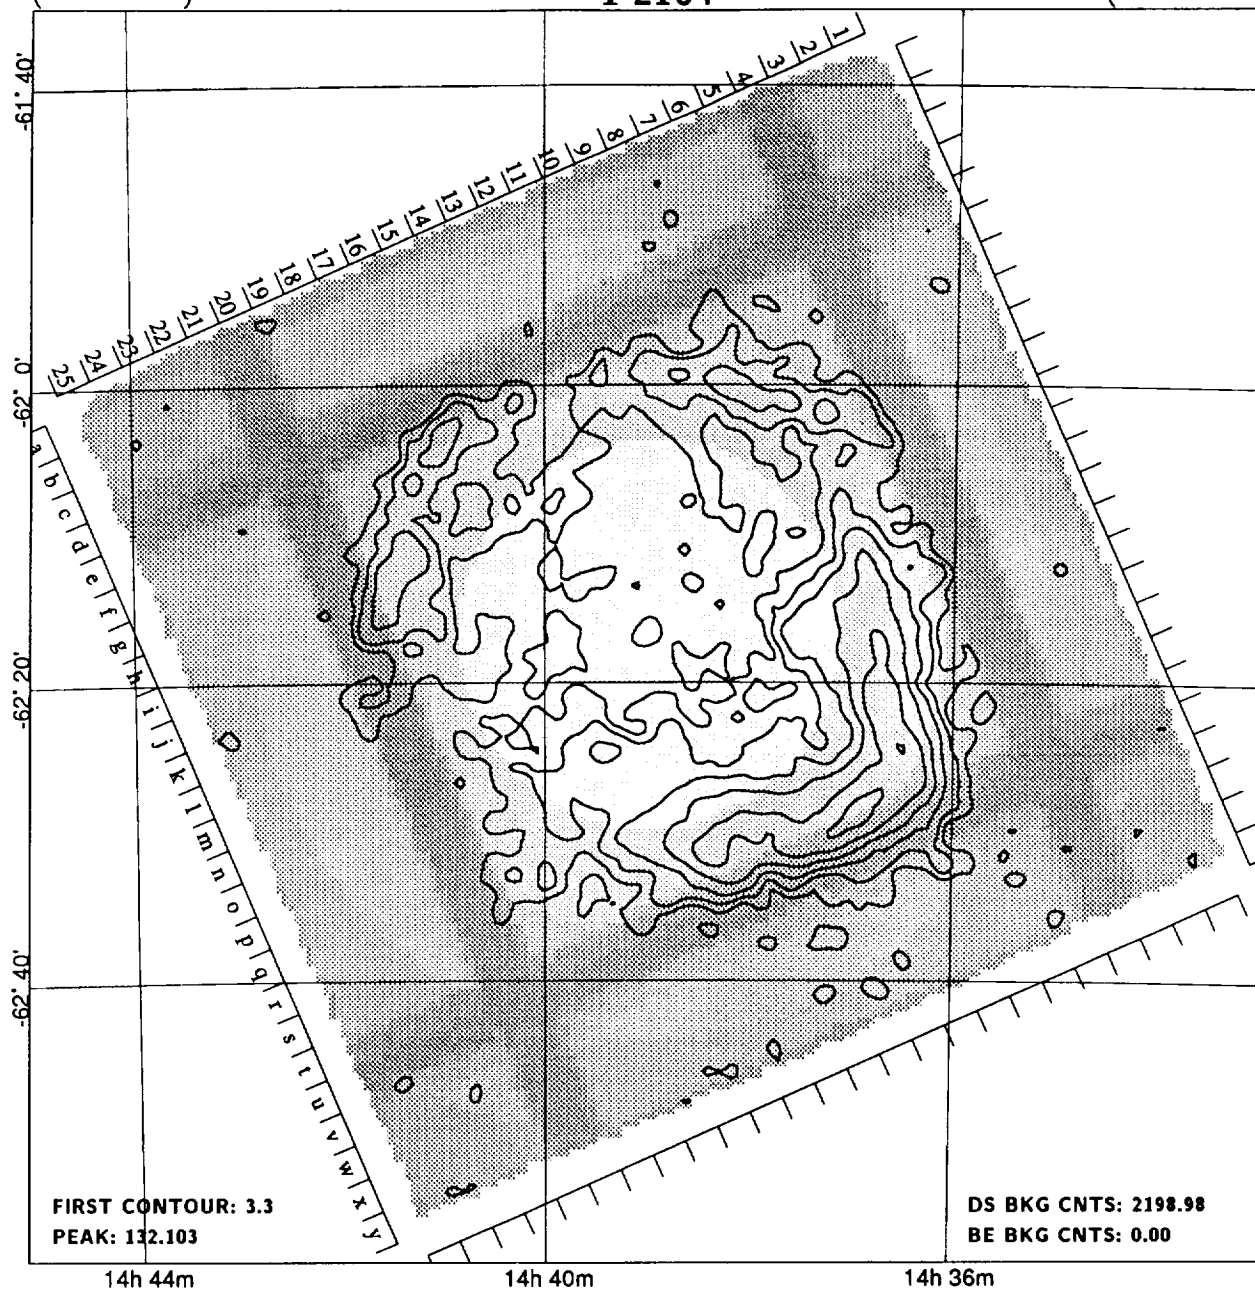 -61° 40'
-62° 0'
-62° 20'
-62° 40'
1
2
3
4
5
6
7
8
9
10
11
12
13
14
15
16
17
18
19
20
21
22
23
24
25
a
b
c
d
e
f
g
h
i
j
k
l
m
n
o
p
q
r
s
t
u
v
w
x
y
FIRST CONTOUR: 3.3
PEAK: 132.103
DS BKG CNTS: 2198.98
BE BKG CNTS: 0.00
14h 44m
14h 40m
14h 36m